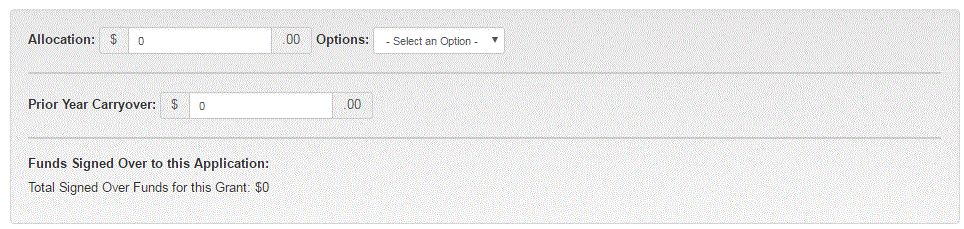 Allocation: $ 0 .00 Options: - Select an Option -
Prior Year Carryover: $ 0 .00
Funds Signed Over to this Application:
Total Signed Over Funds for this Grant: $0